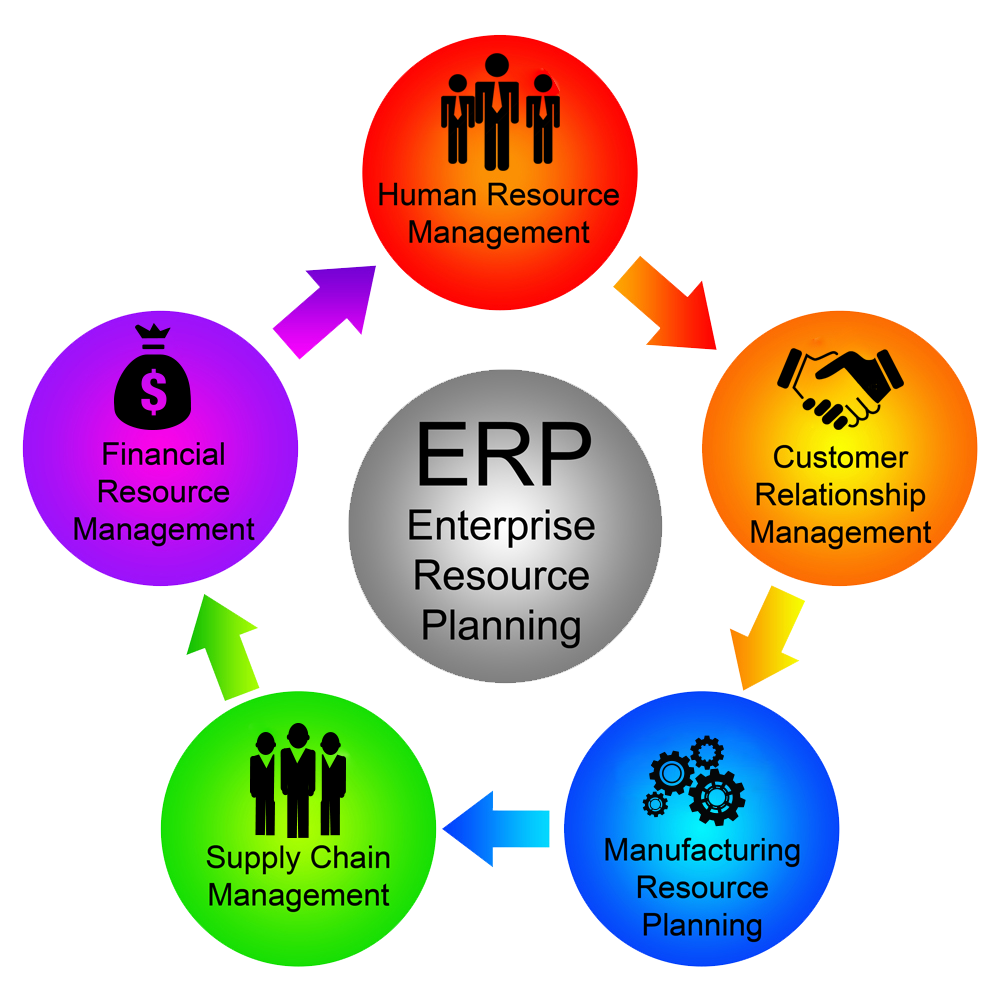 Human Resource
Management
Customer
Relationship
Management
Manufacturing
Resource
Planning
Supply Chain
Management
Financial
Resource
Management
$
ERP
Enterprise
Resource
Planning